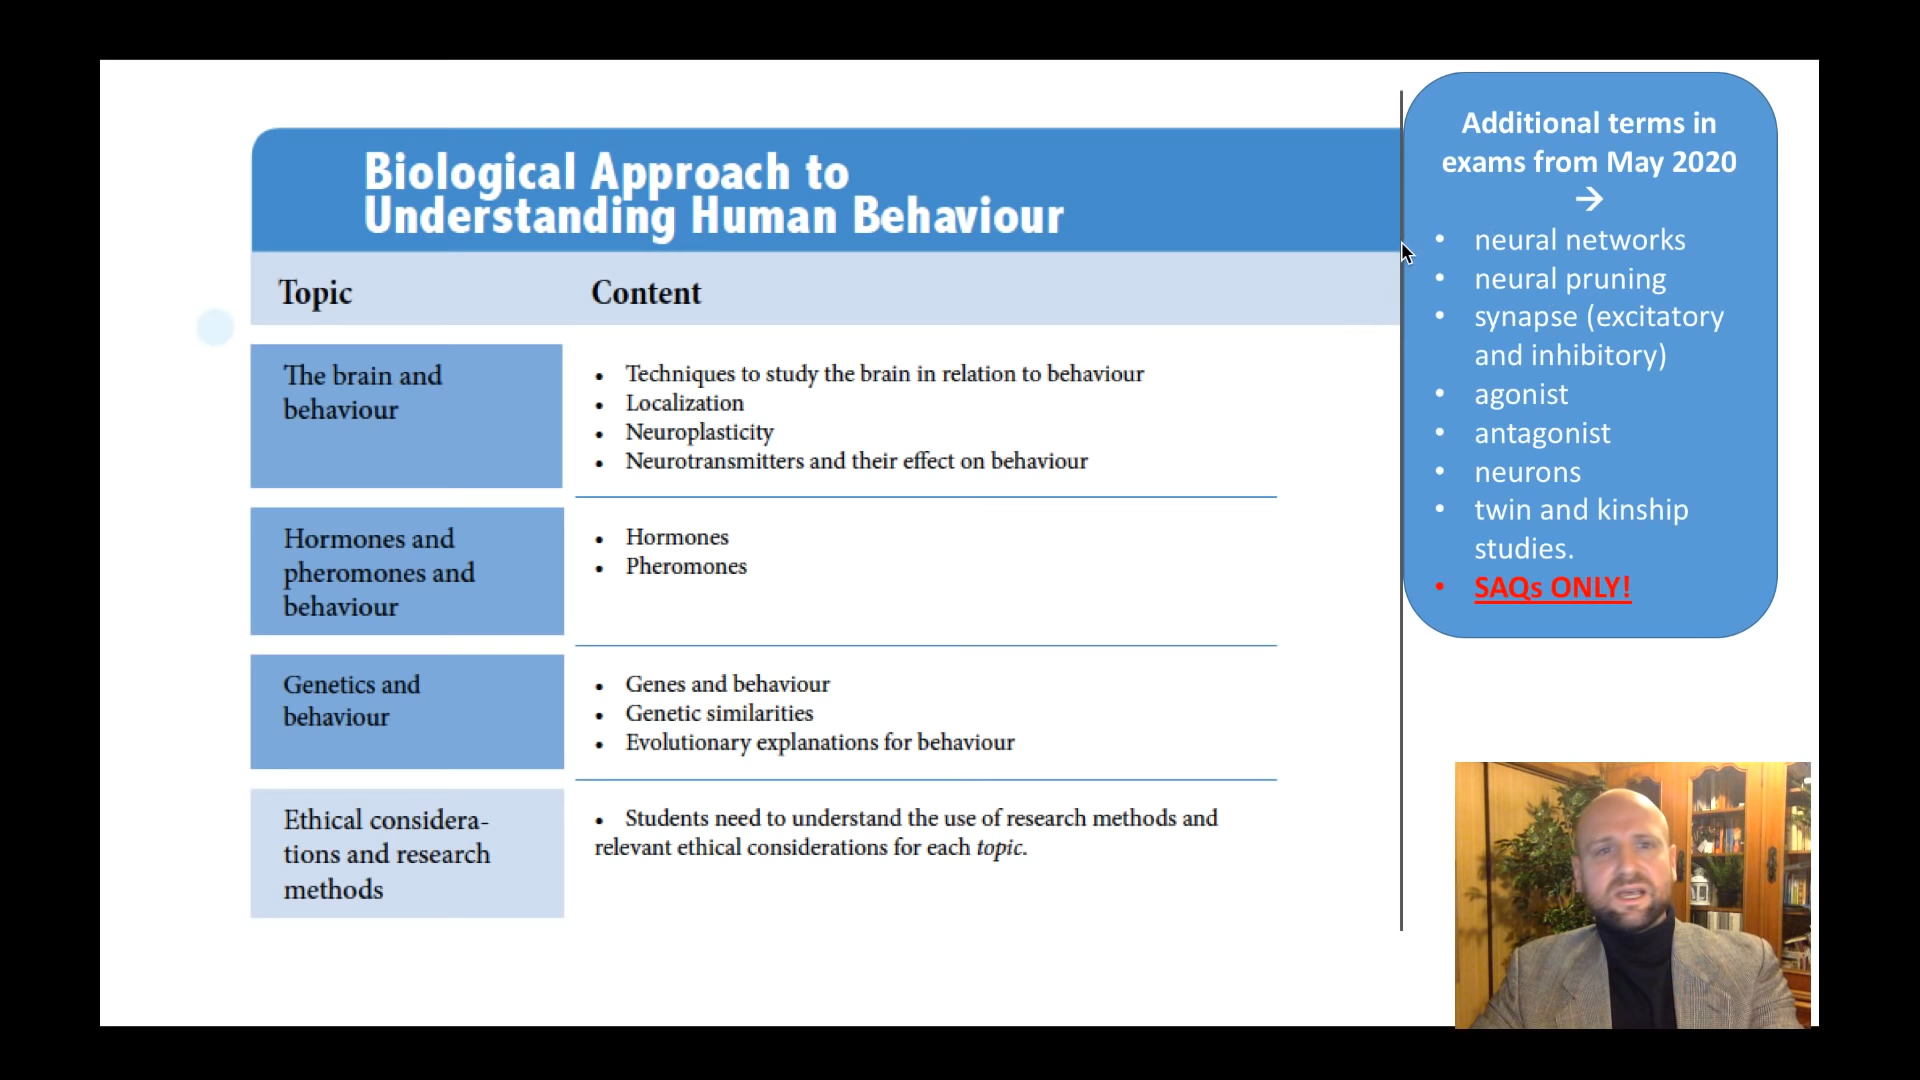 Biological Approach to
Understanding Human Behaviour
Topic
Content
The brain and
behaviour
• Techniques to study the brain in relation to behaviour
• Localization
• Neuroplasticity
• Neurotransmitters and their effect on behaviour
Hormones and
pheromones and
behaviour
• Hormones
• Pheromones
Genetics and
behaviour
• Genes and behaviour
• Genetic similarities
• Evolutionary explanations for behaviour
Ethical considera-
tions and research
methods
• Students need to understand the use of research methods and
relevant ethical considerations for each topic.
Additional terms in
exams from May 2020
→
• neural networks
• neural pruning
• synapse (excitatory
and inhibitory)
• agonist
• antagonist
• neurons
• twin and kinship
studies.
• SAQs ONLY!